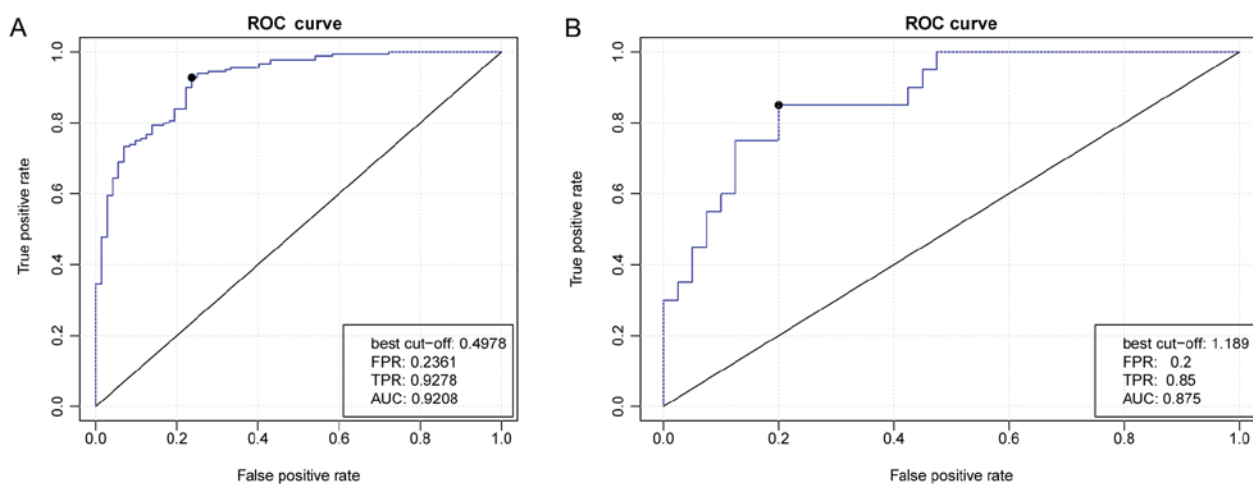 A
ROC curve
True positive rate
1.0
0.8
0.6
0.4
0.2
0.0
best cut-off: 0.4978
FPR: 0.2361
TPR: 0.9278
AUC: 0.9208
0.0 0.2 0.4 0.6 0.8 1.0
False positive rate
B
ROC curve
True positive rate
1.0
0.8
0.6
0.4
0.2
0.0
best cut-off: 1.189
FPR: 0.2
TPR: 0.85
AUC: 0.875
0.0 0.2 0.4 0.6 0.8 1.0
False positive rate